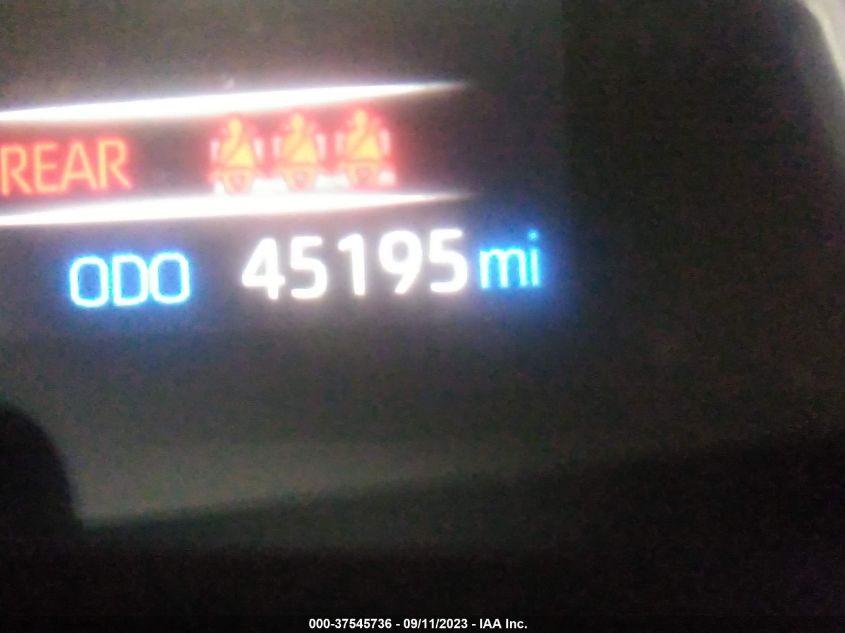 REAR
ODO 45195 mi
000-37545736 - 09/11/2023 - IAA Inc.